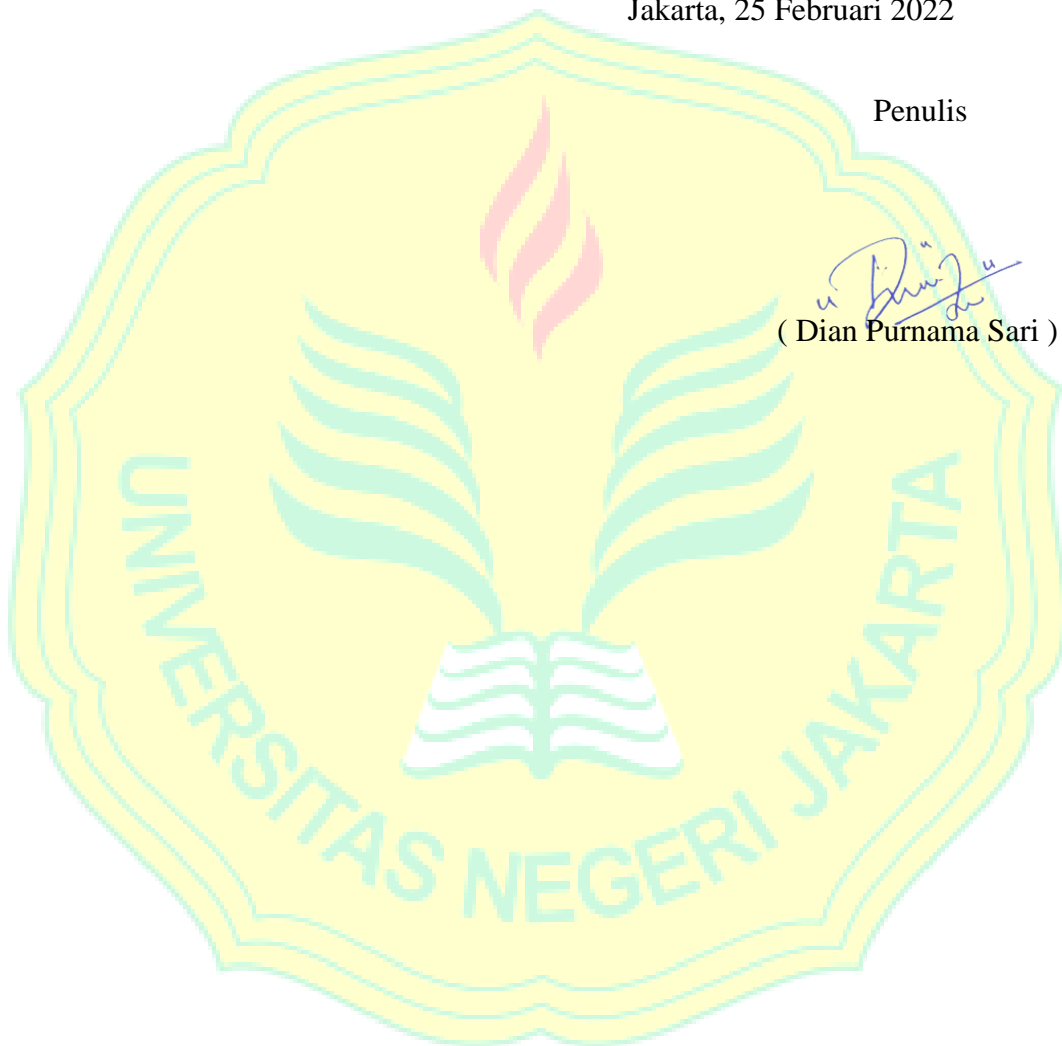 Jakarta, 25 Februari 2022
Penulis
( Dian Purnama Sari )
UNIVERSITAS NEGERI JAKARTA